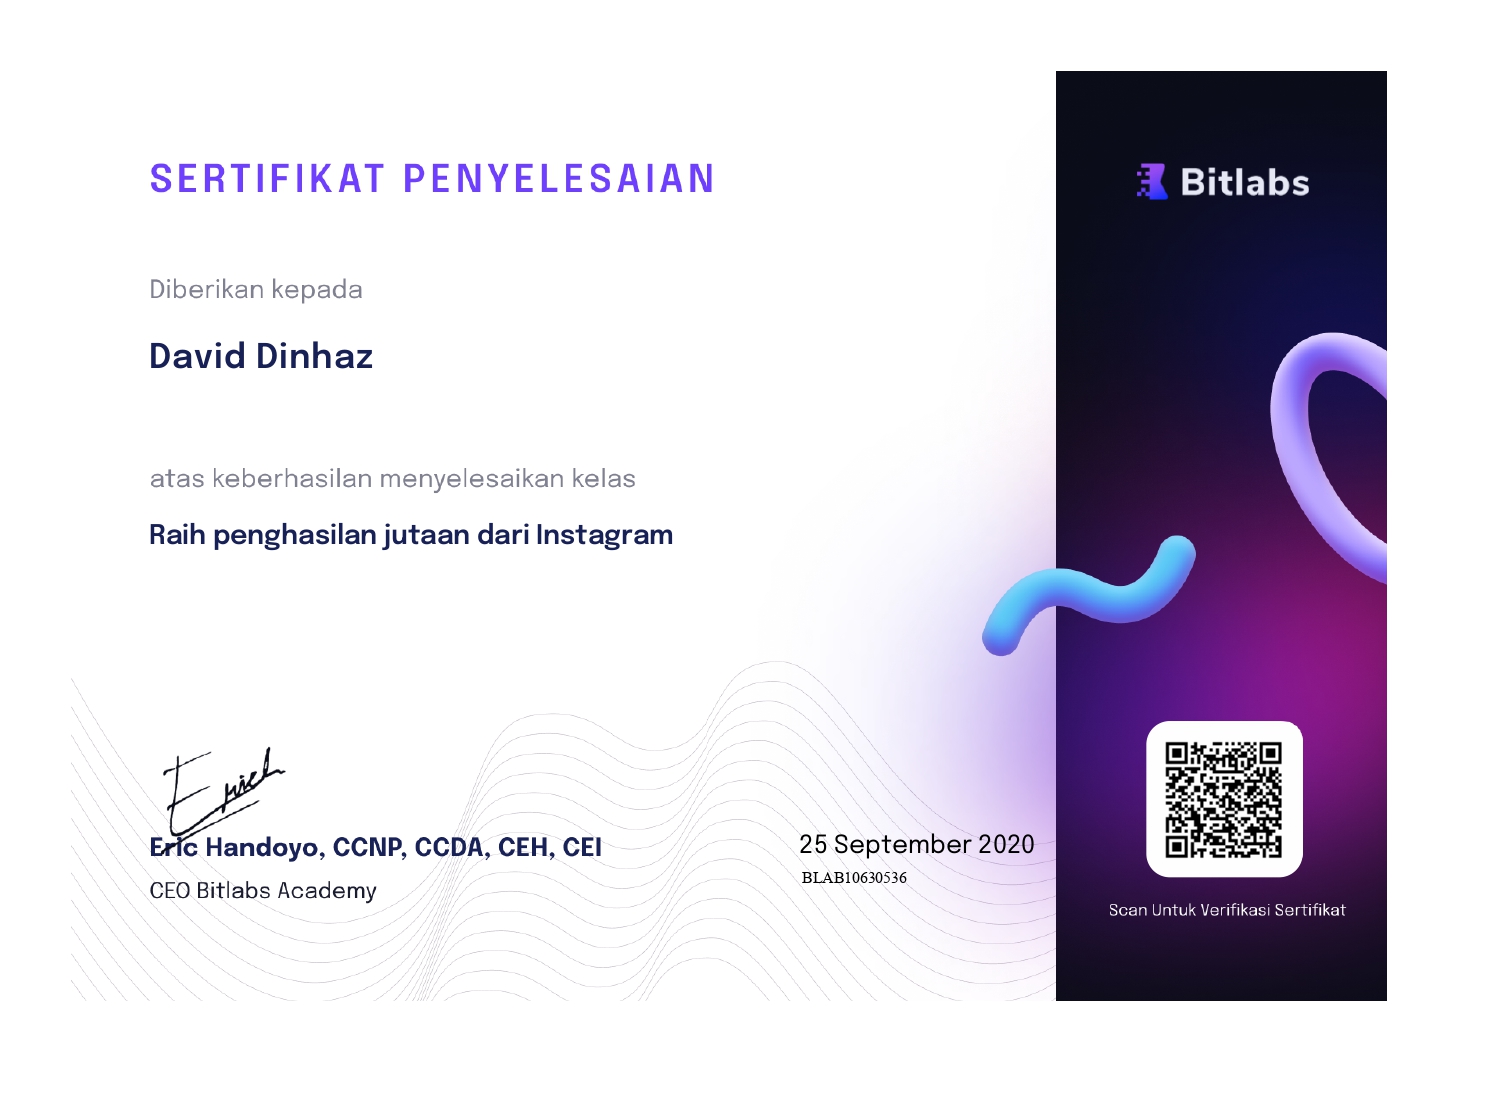 SERTIFIKAT PENYELESAIAN
Bitlabs
Diberikan kepada
David Dinhaz
atas keberhasilan menyelesaikan kelas
Raih penghasilan jutaan dari Instagram
Erich
Eric Handoyo, CCNP, CCDA, CEH, CEI
CEO Bitlabs Academy
25 September 2020
BLAB10630536
Scan Untuk Verifikasi Sertifikat